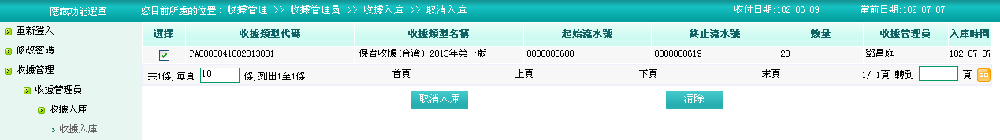 隱藏功能選單 您目前所處的位置: 收據管理 >> 收據管理員 >> 收據入庫 >> 取消入庫 收付日期:102-06-09 當前日期:102-07-07
重新登入
修改密碼
收據管理
收據管理員
收據入庫
收據入庫
選擇 收據類型代碼 收據類型名稱 起始流水號 終止流水號 數量 收據管理員 入庫時間
PA0000041002013001 保費收據(台湾) 2013年第一版 0000000600 0000000619 20 鄧昌庭 102-07-07
共1條,每頁 10 條,列出1至1條 首頁 上頁 下頁 末頁 1/ 1頁 轉到 頁 GO
取消入庫 清除